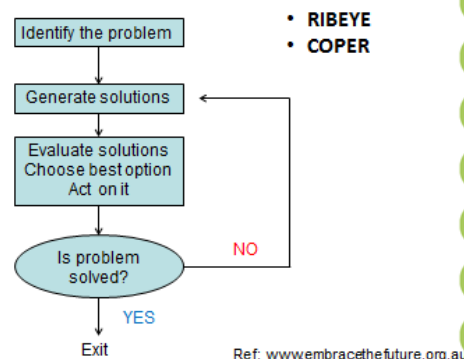 Identify the problem
• RIBEYE
• COPER
Generate solutions
Evaluate solutions
Choose best option
Act on it
Is problem
solved?
NO
YES
Exit
Ref: www.embracethefuture.org.au